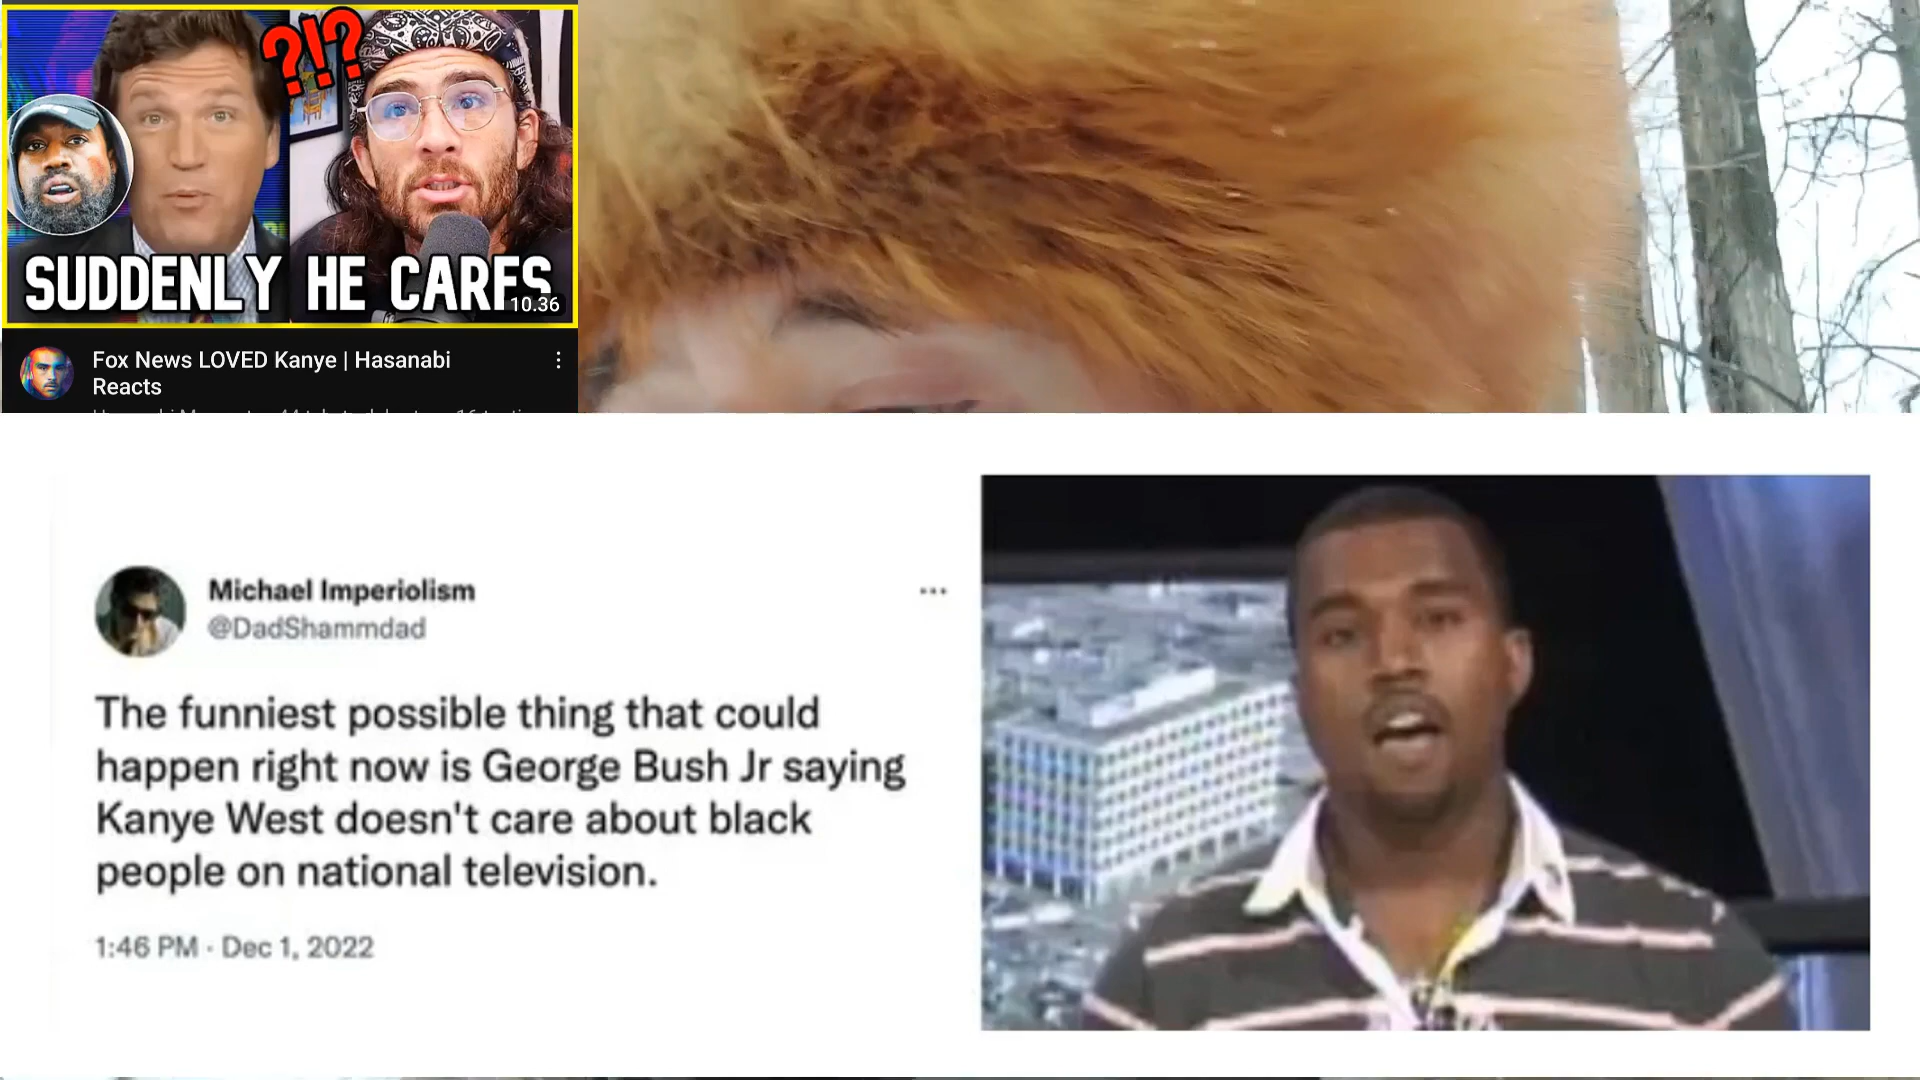 ?!?
SUDDENLY HE CARES
10.36
Fox News LOVED Kanye | Hasanabi
Reacts
Michael Imperiolism
@DadShammdad
The funniest possible thing that could
happen right now is George Bush Jr saying
Kanye West doesn't care about black
people on national television.
1:46 PM · Dec 1, 2022